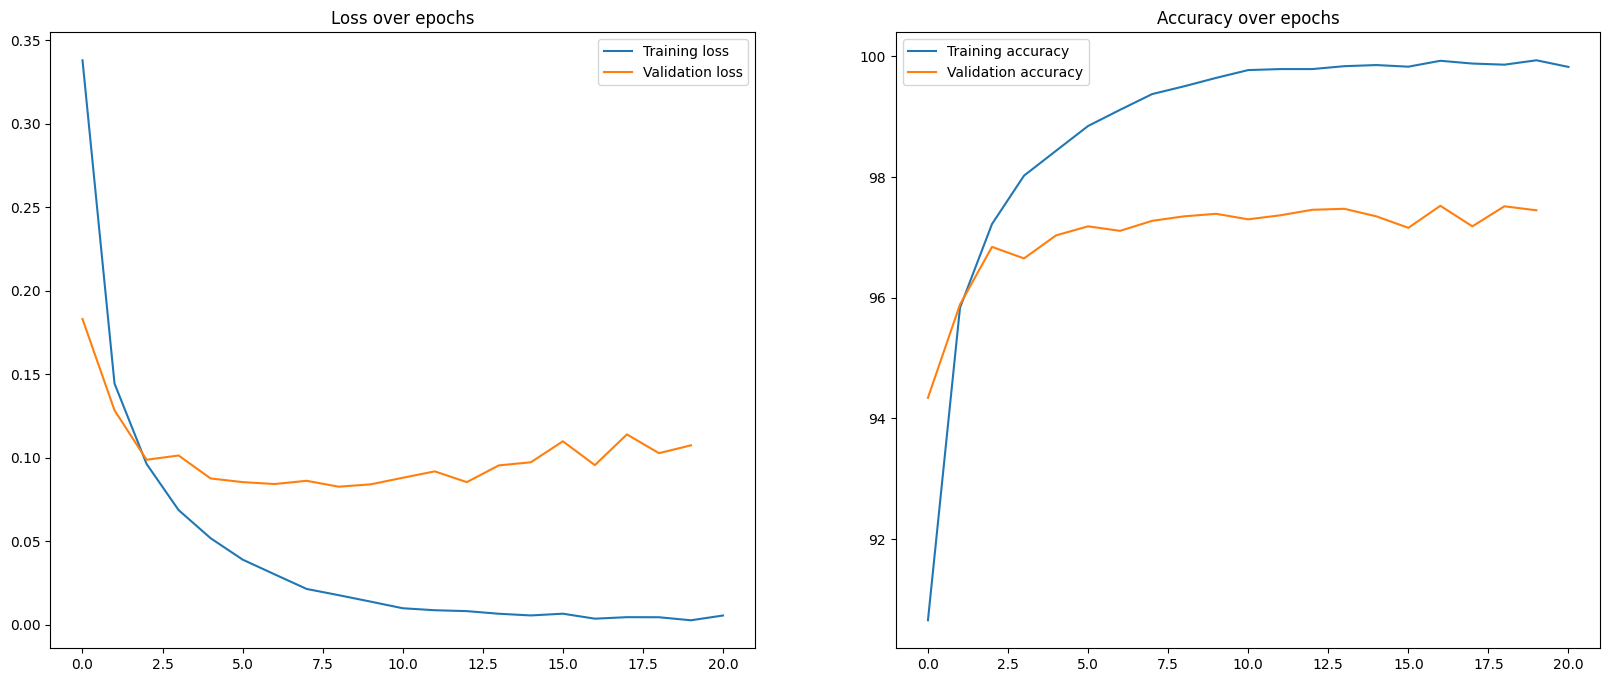 Loss over epochs
Training loss
Validation loss
0.35
0.30
0.25
0.20
0.15
0.10
0.05
0.00
0.0 2.5 5.0 7.5 10.0 12.5 15.0 17.5 20.0
Accuracy over epochs
Training accuracy
Validation accuracy
100
98
96
94
92
0.0 2.5 5.0 7.5 10.0 12.5 15.0 17.5 20.0